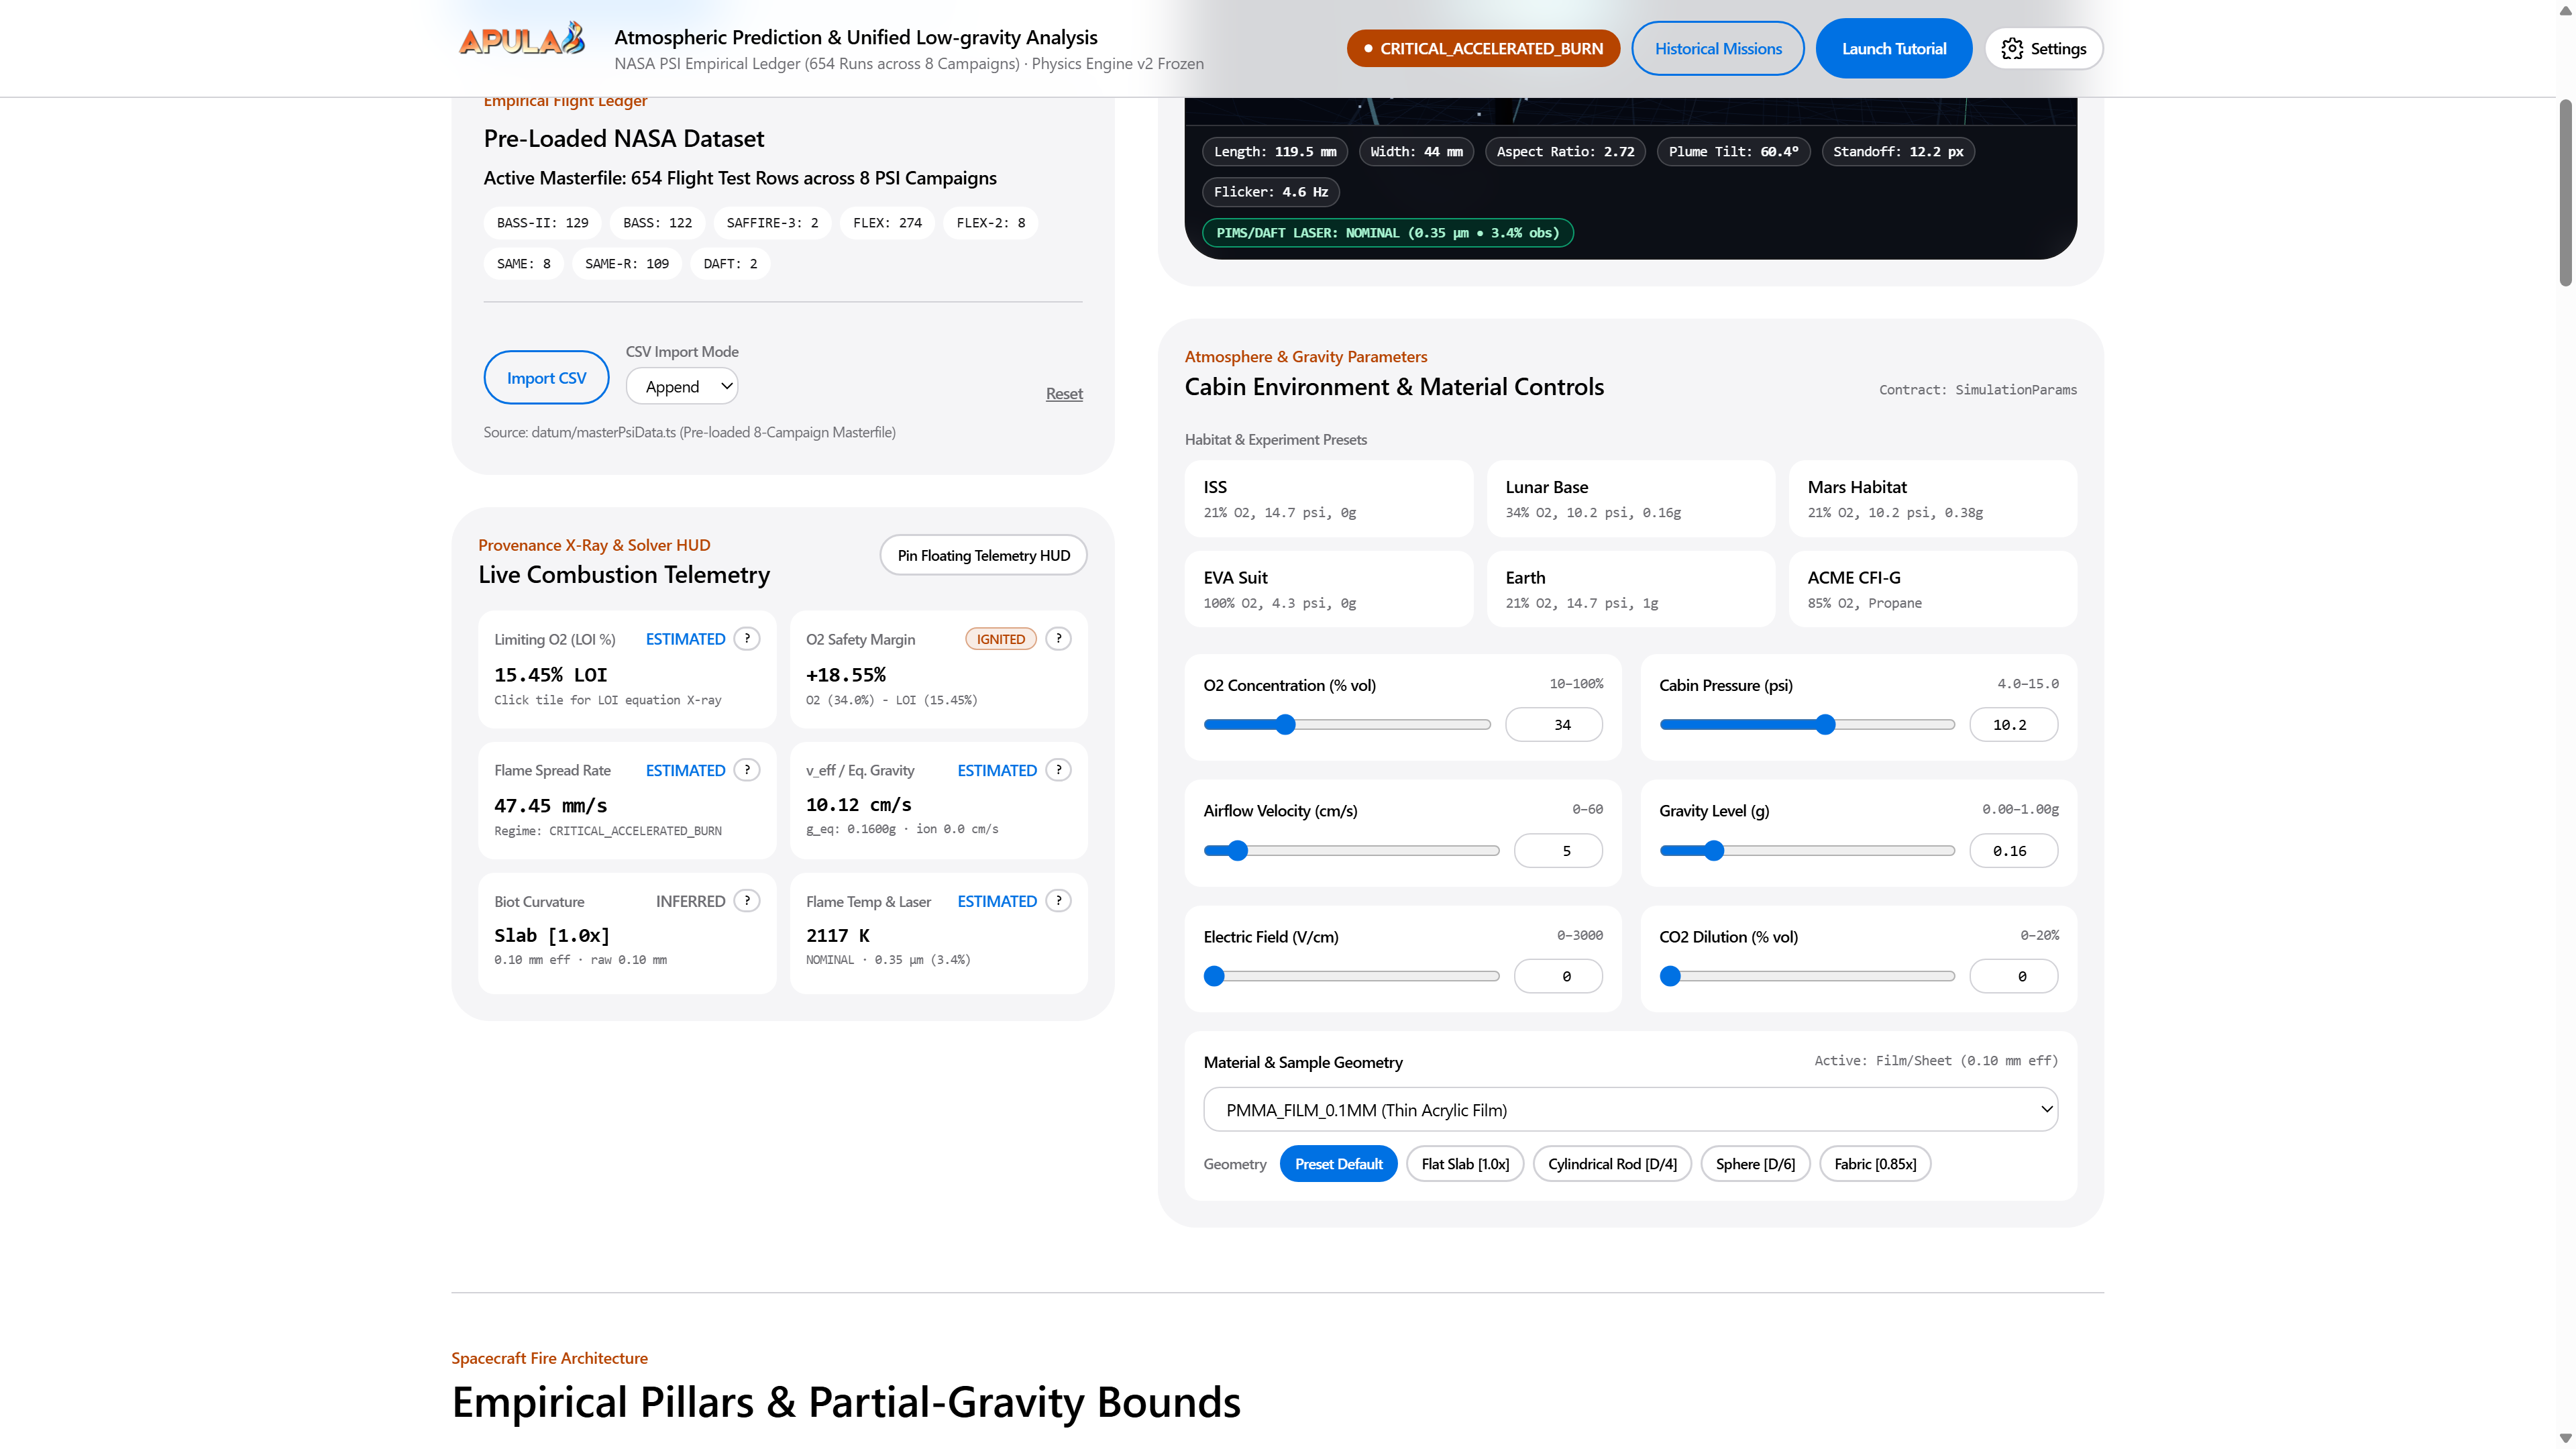 APULA
Atmospheric Prediction & Unified Low-gravity Analysis
NASA PSI Empirical Ledger (654 Runs across 8 Campaigns) · Physics Engine v2 Frozen
CRITICAL_ACCELERATED_BURN
Historical Missions
Launch Tutorial
Settings
Empirical Flight Ledger
Pre-Loaded NASA Dataset
Active Masterfile: 654 Flight Test Rows across 8 PSI Campaigns
BASS-II: 129 BASS: 122 SAFFIRE-3: 2 FLEX: 274 FLEX-2: 8
SAME: 8 SAME-R: 109 DAFT: 2
Import CSV
CSV Import Mode
Append
Reset
Source: datum/masterPsiData.ts (Pre-loaded 8-Campaign Masterfile)
Provenance X-Ray & Solver HUD
Live Combustion Telemetry
Pin Floating Telemetry HUD
Limiting O2 (LOI %) ESTIMATED ?
15.45% LOI
Click tile for LOI equation X-ray
O2 Safety Margin IGNITED ?
+18.55%
O2 (34.0%) - LOI (15.45%)
Flame Spread Rate ESTIMATED ?
47.45 mm/s
Regime: CRITICAL_ACCELERATED_BURN
v_eff / Eq. Gravity ESTIMATED ?
10.12 cm/s
g_eq: 0.1600g · ion 0.0 cm/s
Biot Curvature INFERRED ?
Slab [1.0x]
0.10 mm eff · raw 0.10 mm
Flame Temp & Laser ESTIMATED ?
2117 K
NOMINAL · 0.35 µm (3.4%)
Length: 119.5 mm Width: 44 mm Aspect Ratio: 2.72 Plume Tilt: 60.4° Standoff: 12.2 px
Flicker: 4.6 Hz
PIMS/DAFT LASER: NOMINAL (0.35 µm • 3.4% obs)
Atmosphere & Gravity Parameters
Cabin Environment & Material Controls
Contract: SimulationParams
Habitat & Experiment Presets
ISS
21% O2, 14.7 psi, 0g
Lunar Base
34% O2, 10.2 psi, 0.16g
Mars Habitat
21% O2, 10.2 psi, 0.38g
EVA Suit
100% O2, 4.3 psi, 0g
Earth
21% O2, 14.7 psi, 1g
ACME CFI-G
85% O2, Propane
O2 Concentration (% vol) 10–100%
34
Cabin Pressure (psi) 4.0–15.0
10.2
Airflow Velocity (cm/s) 0–60
5
Gravity Level (g) 0.00–1.00g
0.16
Electric Field (V/cm) 0–3000
0
CO2 Dilution (% vol) 0–20%
0
Material & Sample Geometry
Active: Film/Sheet (0.10 mm eff)
PMMA_FILM_0.1MM (Thin Acrylic Film)
Geometry Preset Default Flat Slab [1.0x] Cylindrical Rod [D/4] Sphere [D/6] Fabric [0.85x]
Spacecraft Fire Architecture
Empirical Pillars & Partial-Gravity Bounds